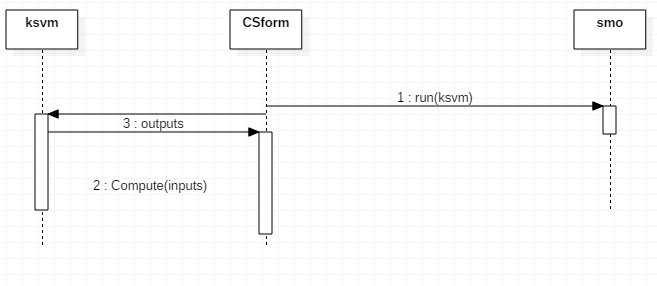 ksvm
CSform
smo
1 : run(ksvm)
3 : outputs
2 : Compute(inputs)